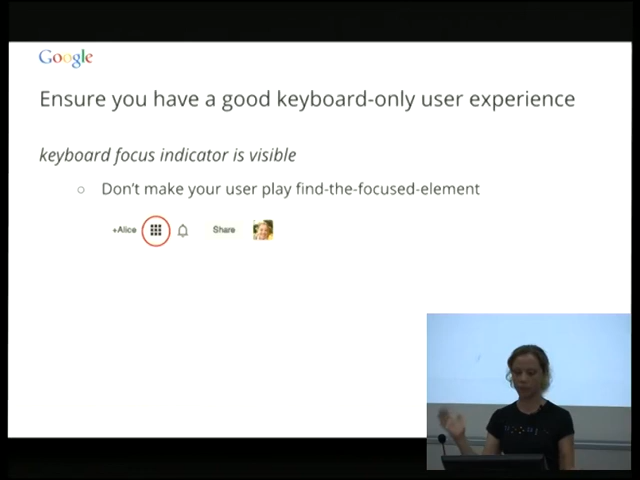 Google
Ensure you have a good keyboard-only user experience
keyboard focus indicator is visible
Don't make your user play find-the-focused-element
+Alice Share